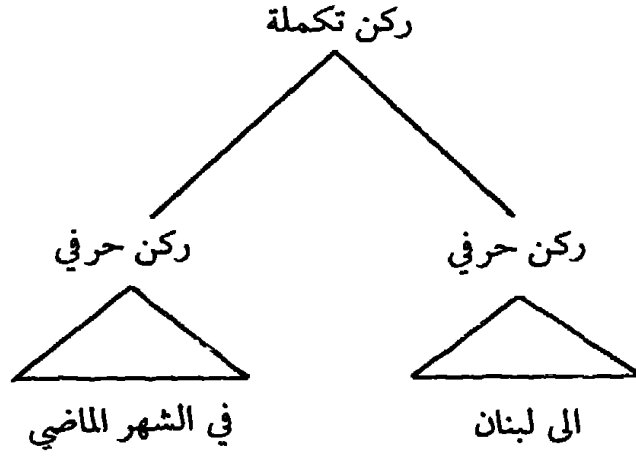 ركن تكملة
ركن حرفي
ركن حرفي
الى لبنان
في الشهر الماضي